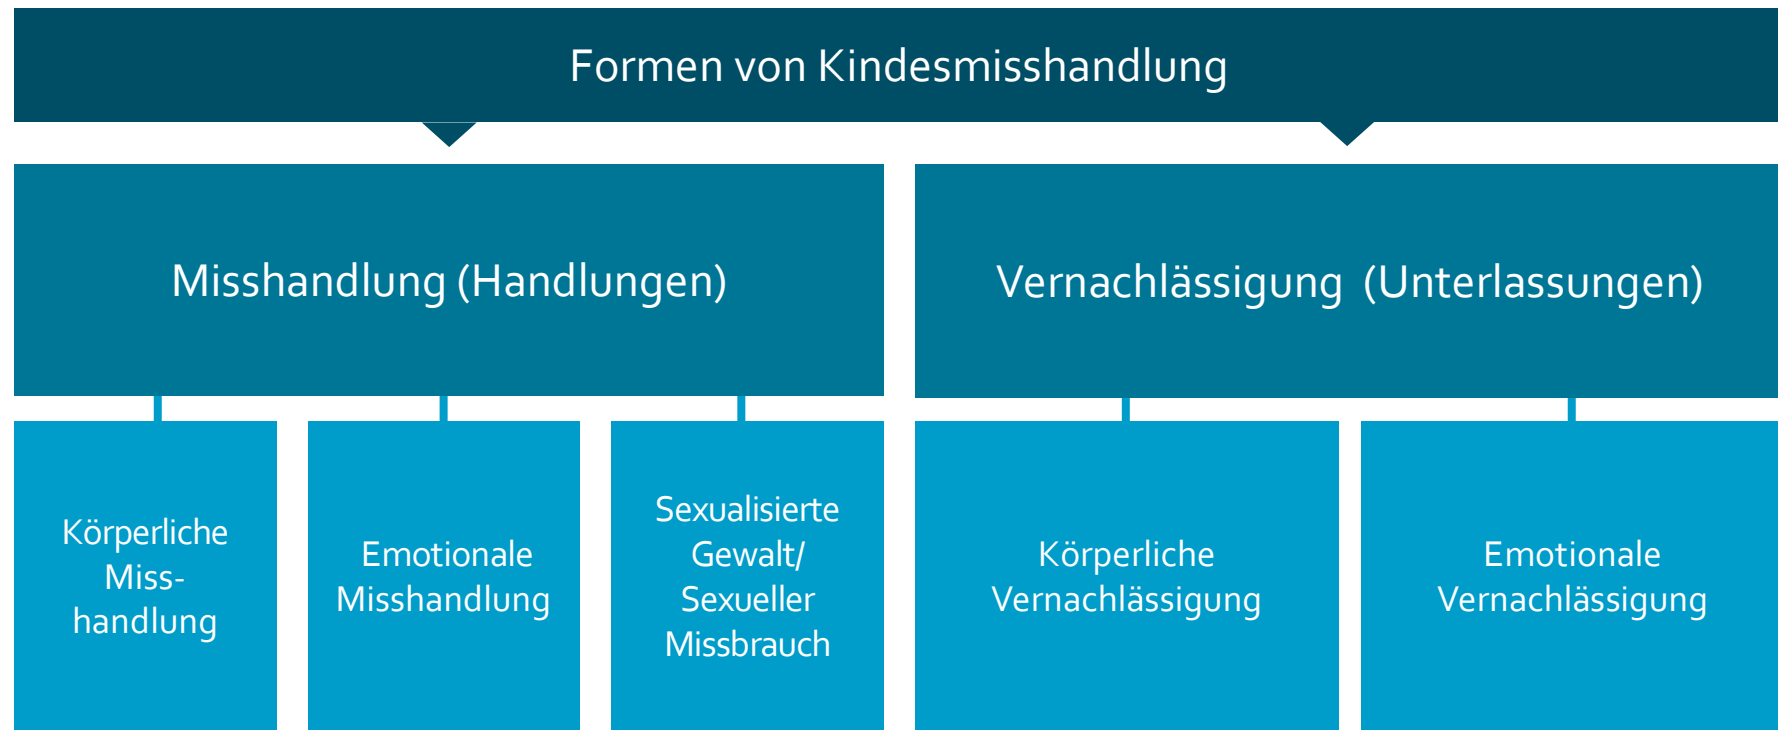 Formen von Kindesmisshandlung
Misshandlung (Handlungen)
Vernachlässigung (Unterlassungen)
Körperliche
Miss-
handlung
Emotionale
Misshandlung
Sexualisierte
Gewalt/
Sexueller
Missbrauch
Körperliche
Vernachlässigung
Emotionale
Vernachlässigung